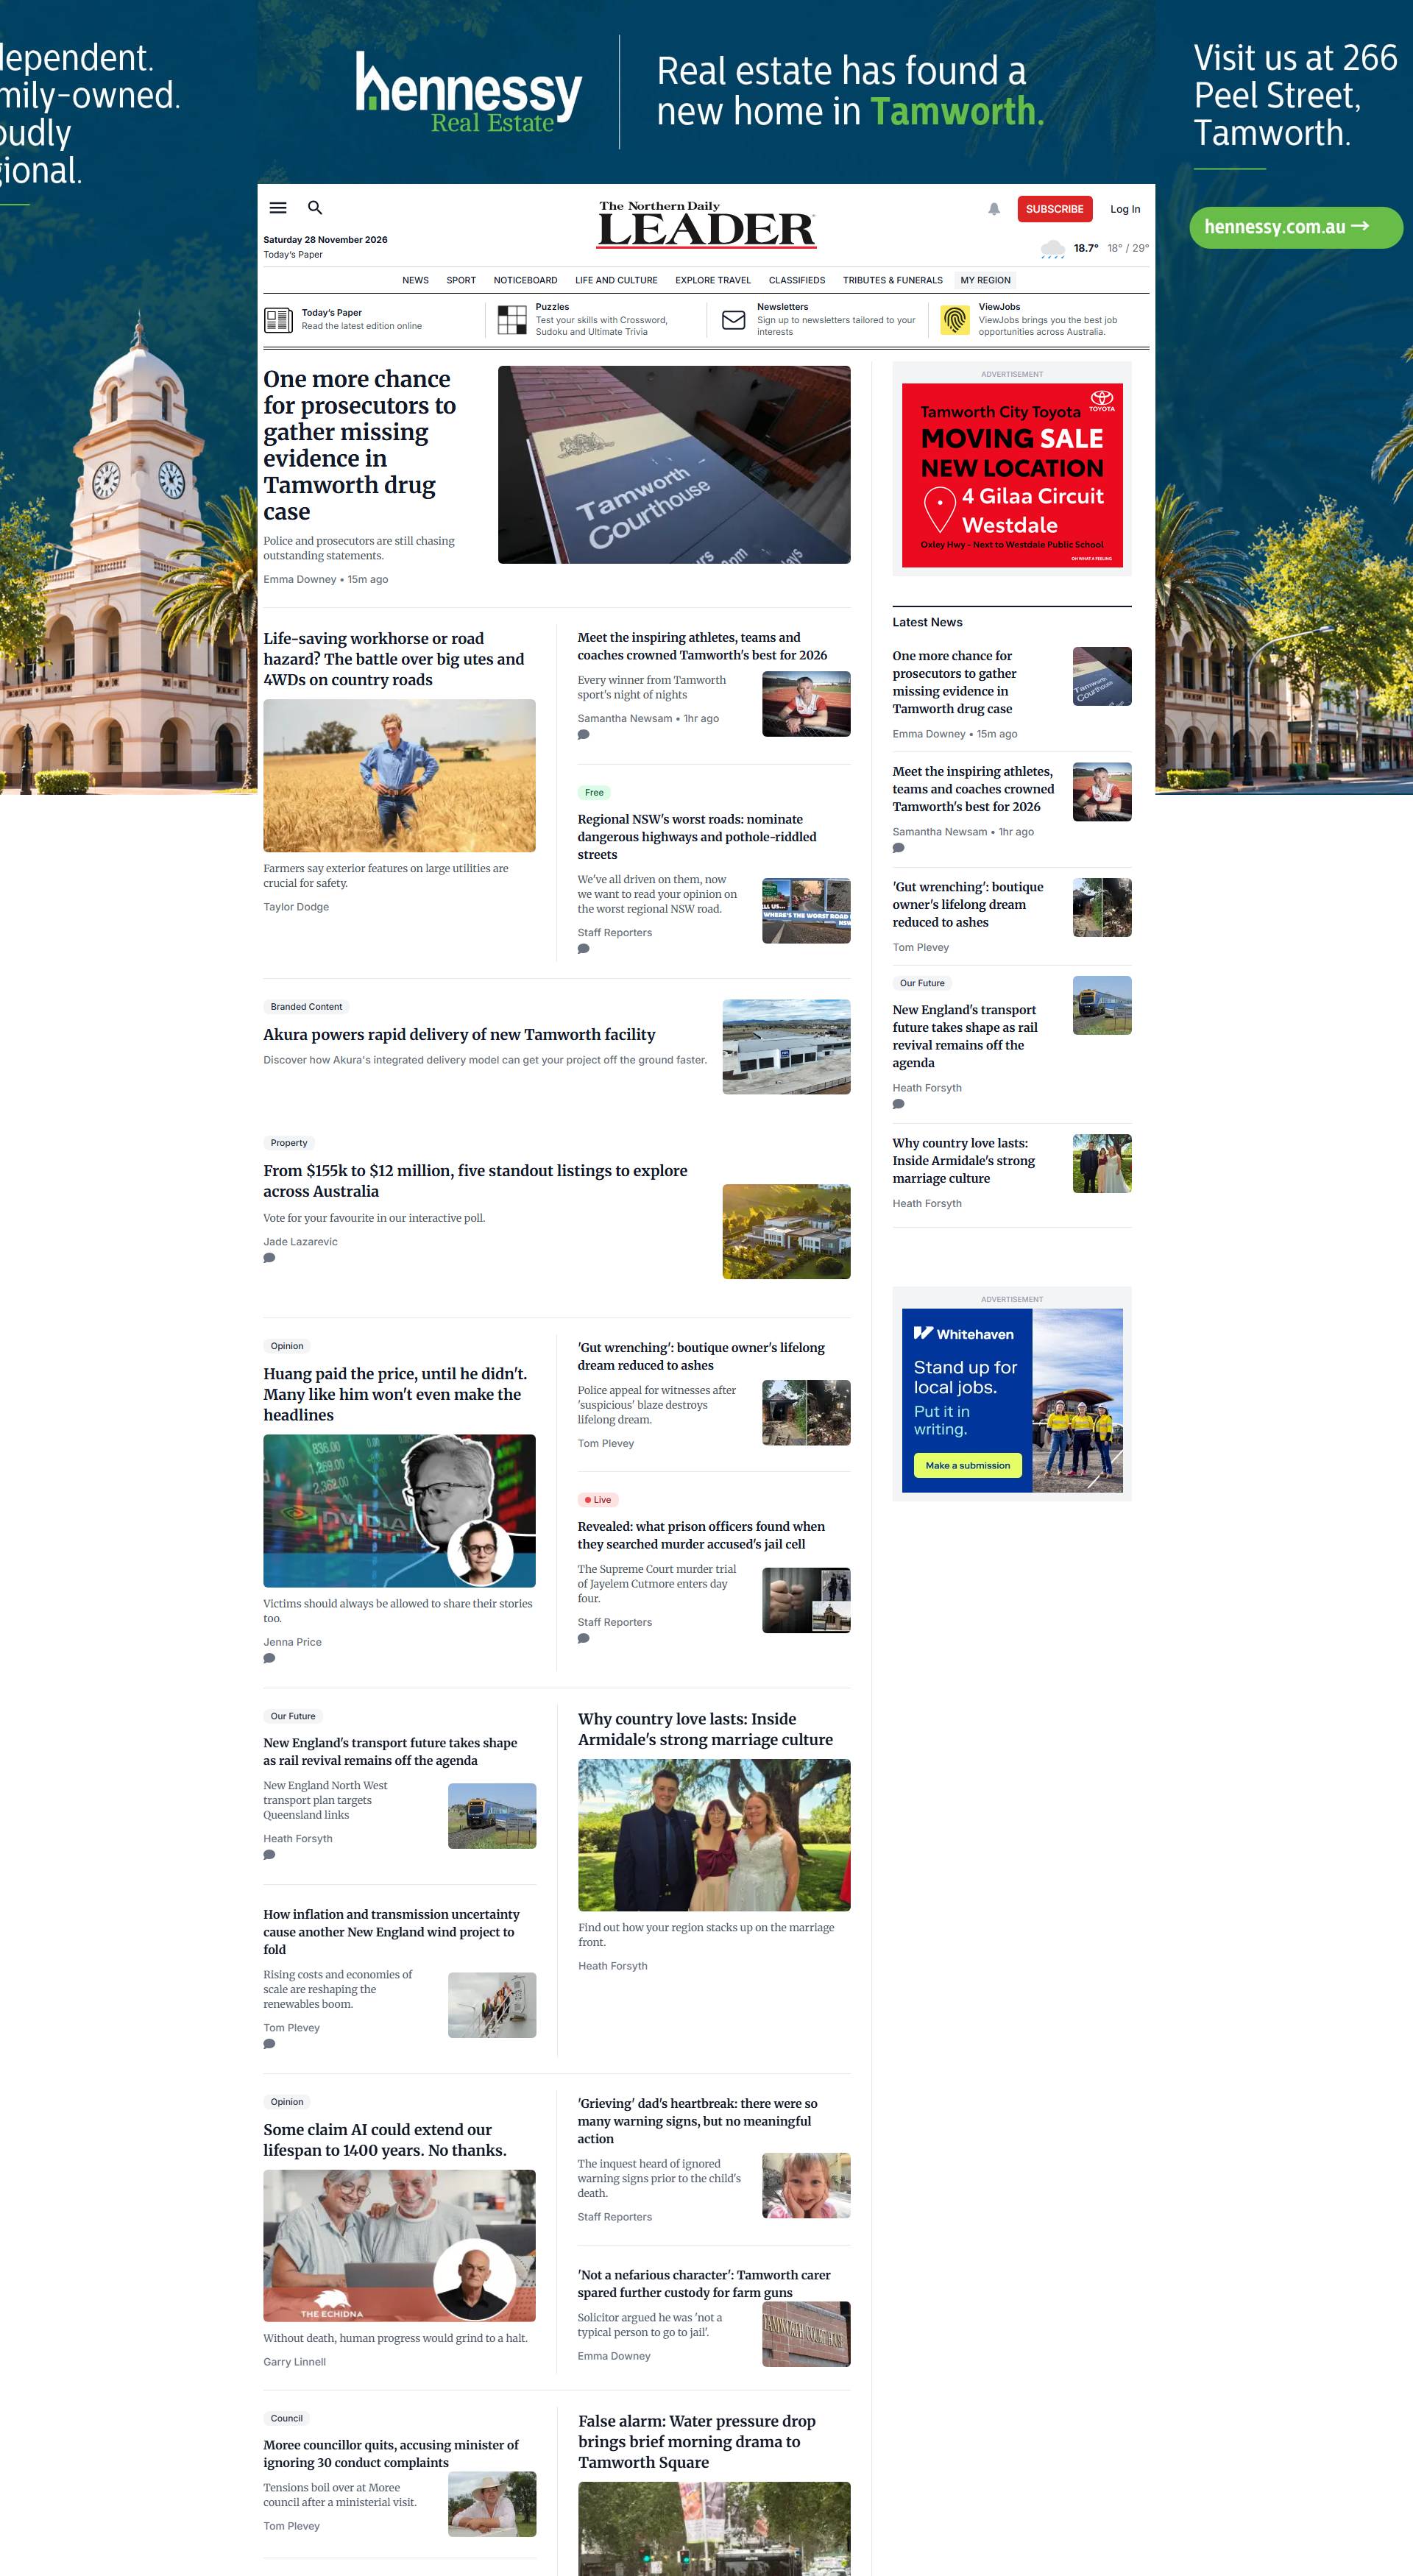 Independent.
Family-owned.
Proudly
regional.
hennessy
Real Estate
Real estate has found a
new home in Tamworth.
Visit us at 266
Peel Street,
Tamworth.
hennessy.com.au →
The Northern Daily
LEADER
SUBSCRIBE
Log In
Saturday 28 November 2026
Today's Paper
18.7° 18° / 29°
NEWS SPORT NOTICEBOARD LIFE AND CULTURE EXPLORE TRAVEL CLASSIFIEDS TRIBUTES & FUNERALS MY REGION
Today's Paper
Read the latest edition online
Puzzles
Test your skills with Crossword,
Sudoku and Ultimate Trivia
Newsletters
Sign up to newsletters tailored to your
interests
ViewJobs
ViewJobs brings you the best job
opportunities across Australia.
One more chance
for prosecutors to
gather missing
evidence in
Tamworth drug
case
Police and prosecutors are still chasing
outstanding statements.
Emma Downey • 15m ago
Tamworth
Courthouse
Life-saving workhorse or road
hazard? The battle over big utes and
4WDs on country roads
Farmers say exterior features on large utilities are
crucial for safety.
Taylor Dodge
Meet the inspiring athletes, teams and
coaches crowned Tamworth's best for 2026
Every winner from Tamworth
sport's night of nights
Samantha Newsam • 1hr ago
Free
Regional NSW's worst roads: nominate
dangerous highways and pothole-riddled
streets
We've all driven on them, now
we want to read your opinion on
the worst regional NSW road.
Staff Reporters
WHERE'S THE WORST ROAD
Branded Content
Akura powers rapid delivery of new Tamworth facility
Discover how Akura's integrated delivery model can get your project off the ground faster.
Property
From $155k to $12 million, five standout listings to explore
across Australia
Vote for your favourite in our interactive poll.
Jade Lazarevic
Opinion
Huang paid the price, until he didn't.
Many like him won't even make the
headlines
836.00
1,269.00
2,362.00
NVIDIA
Victims should always be allowed to share their stories
too.
Jenna Price
'Gut wrenching': boutique owner's lifelong
dream reduced to ashes
Police appeal for witnesses after
'suspicious' blaze destroys
lifelong dream.
Tom Plevey
Live
Revealed: what prison officers found when
they searched murder accused's jail cell
The Supreme Court murder trial
of Jayelem Cutmore enters day
four.
Staff Reporters
Our Future
New England's transport future takes shape
as rail revival remains off the agenda
New England North West
transport plan targets
Queensland links
Heath Forsyth
How inflation and transmission uncertainty
cause another New England wind project to
fold
Rising costs and economies of
scale are reshaping the
renewables boom.
Tom Plevey
Why country love lasts: Inside
Armidale's strong marriage culture
Find out how your region stacks up on the marriage
front.
Heath Forsyth
Opinion
Some claim AI could extend our
lifespan to 1400 years. No thanks.
THE ECHIDNA
Without death, human progress would grind to a halt.
Garry Linnell
'Grieving' dad's heartbreak: there were so
many warning signs, but no meaningful
action
The inquest heard of ignored
warning signs prior to the child's
death.
Staff Reporters
'Not a nefarious character': Tamworth carer
spared further custody for farm guns
Solicitor argued he was 'not a
typical person to go to jail'.
Emma Downey
TAMWORTH COURT HOUSE
Council
Moree councillor quits, accusing minister of
ignoring 30 conduct complaints
Tensions boil over at Moree
council after a ministerial visit.
Tom Plevey
False alarm: Water pressure drop
brings brief morning drama to
Tamworth Square
ADVERTISEMENT
Tamworth City Toyota
TOYOTA
MOVING SALE
NEW LOCATION
4 Gilaa Circuit
Westdale
Oxley Hwy - Next to Westdale Public School
OH WHAT A FEELING
Latest News
One more chance for
prosecutors to gather
missing evidence in
Tamworth drug case
Emma Downey • 15m ago
Tamworth
Courthouse
Meet the inspiring athletes,
teams and coaches crowned
Tamworth's best for 2026
Samantha Newsam • 1hr ago
'Gut wrenching': boutique
owner's lifelong dream
reduced to ashes
Tom Plevey
Our Future
New England's transport
future takes shape as rail
revival remains off the
agenda
Heath Forsyth
Why country love lasts:
Inside Armidale's strong
marriage culture
Heath Forsyth
ADVERTISEMENT
Whitehaven
Stand up for
local jobs.
Put it in
writing.
Make a submission